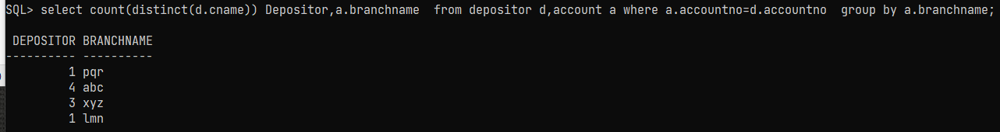 SQL> select count(distinct(d.cname)) Depositor,a.branchname  from depositor d,account a where a.accountno=d.accountno  group by a.branchname;
 DEPOSITOR BRANCHNAME
---------- ----------
         1 pqr
         4 abc
         3 xyz
         1 lmn